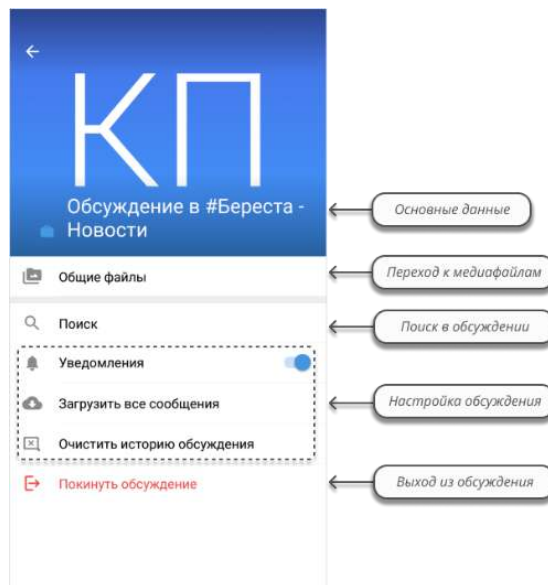 КП
Обсуждение в #Береста -
Новости
Основные данные
Общие файлы
Переход к медиафайлам
Поиск
Поиск в обсуждении
Уведомления
Загрузить все сообщения
Настройка обсуждения
Очистить историю обсуждения
Покинуть обсуждение
Выход из обсуждения